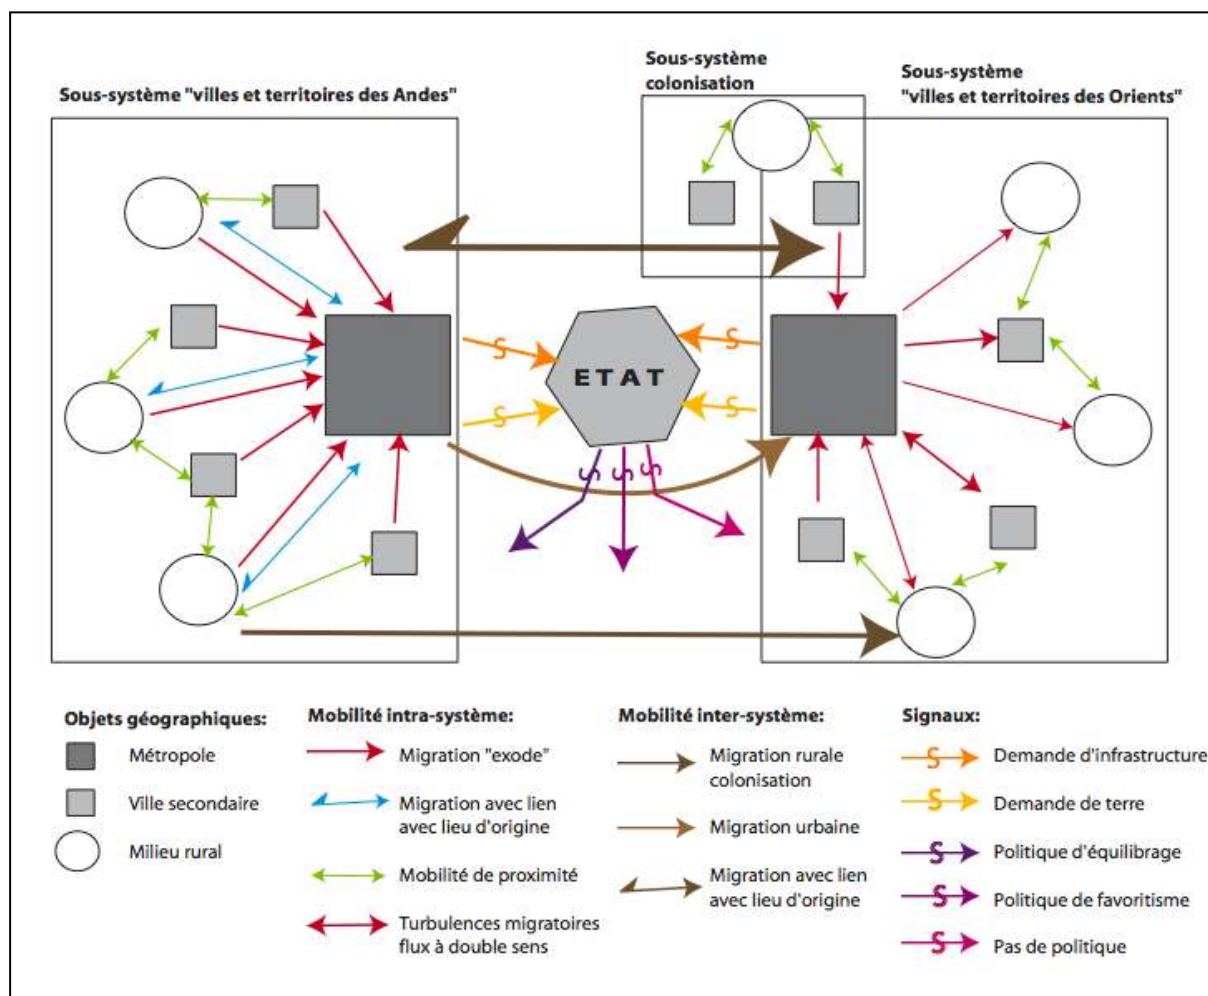 Sous-système
colonisation
Sous-système
"villes et territoires des Orients"
Sous-système "villes et territoires des Andes"
ETAT
S
S
S
S
S
S
S
Objets géographiques:
Métropole
Ville secondaire
Milieu rural
Mobilité intra-système:
Migration "exode"
Migration avec lien
avec lieu d'origine
Mobilité de proximité
Turbulences migratoires
flux à double sens
Mobilité inter-système:
Migration rurale
colonisation
Migration urbaine
Migration avec lien
avec lieu d'origine
Signaux:
S Demande d'infrastructure
S Demande de terre
S Politique d'équilibrage
S Politique de favoritisme
S Pas de politique